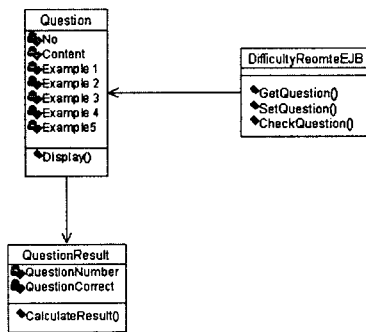 Question
No
Content
Example 1
Example 2
Example 3
Example 4
Example5
Display()
DifficultyReomteEJB
GetQuestion()
SetQuestion()
CheckQuestion()
QuestionResult
QuestionNumber
QuestionCorrect
CalculateResult()